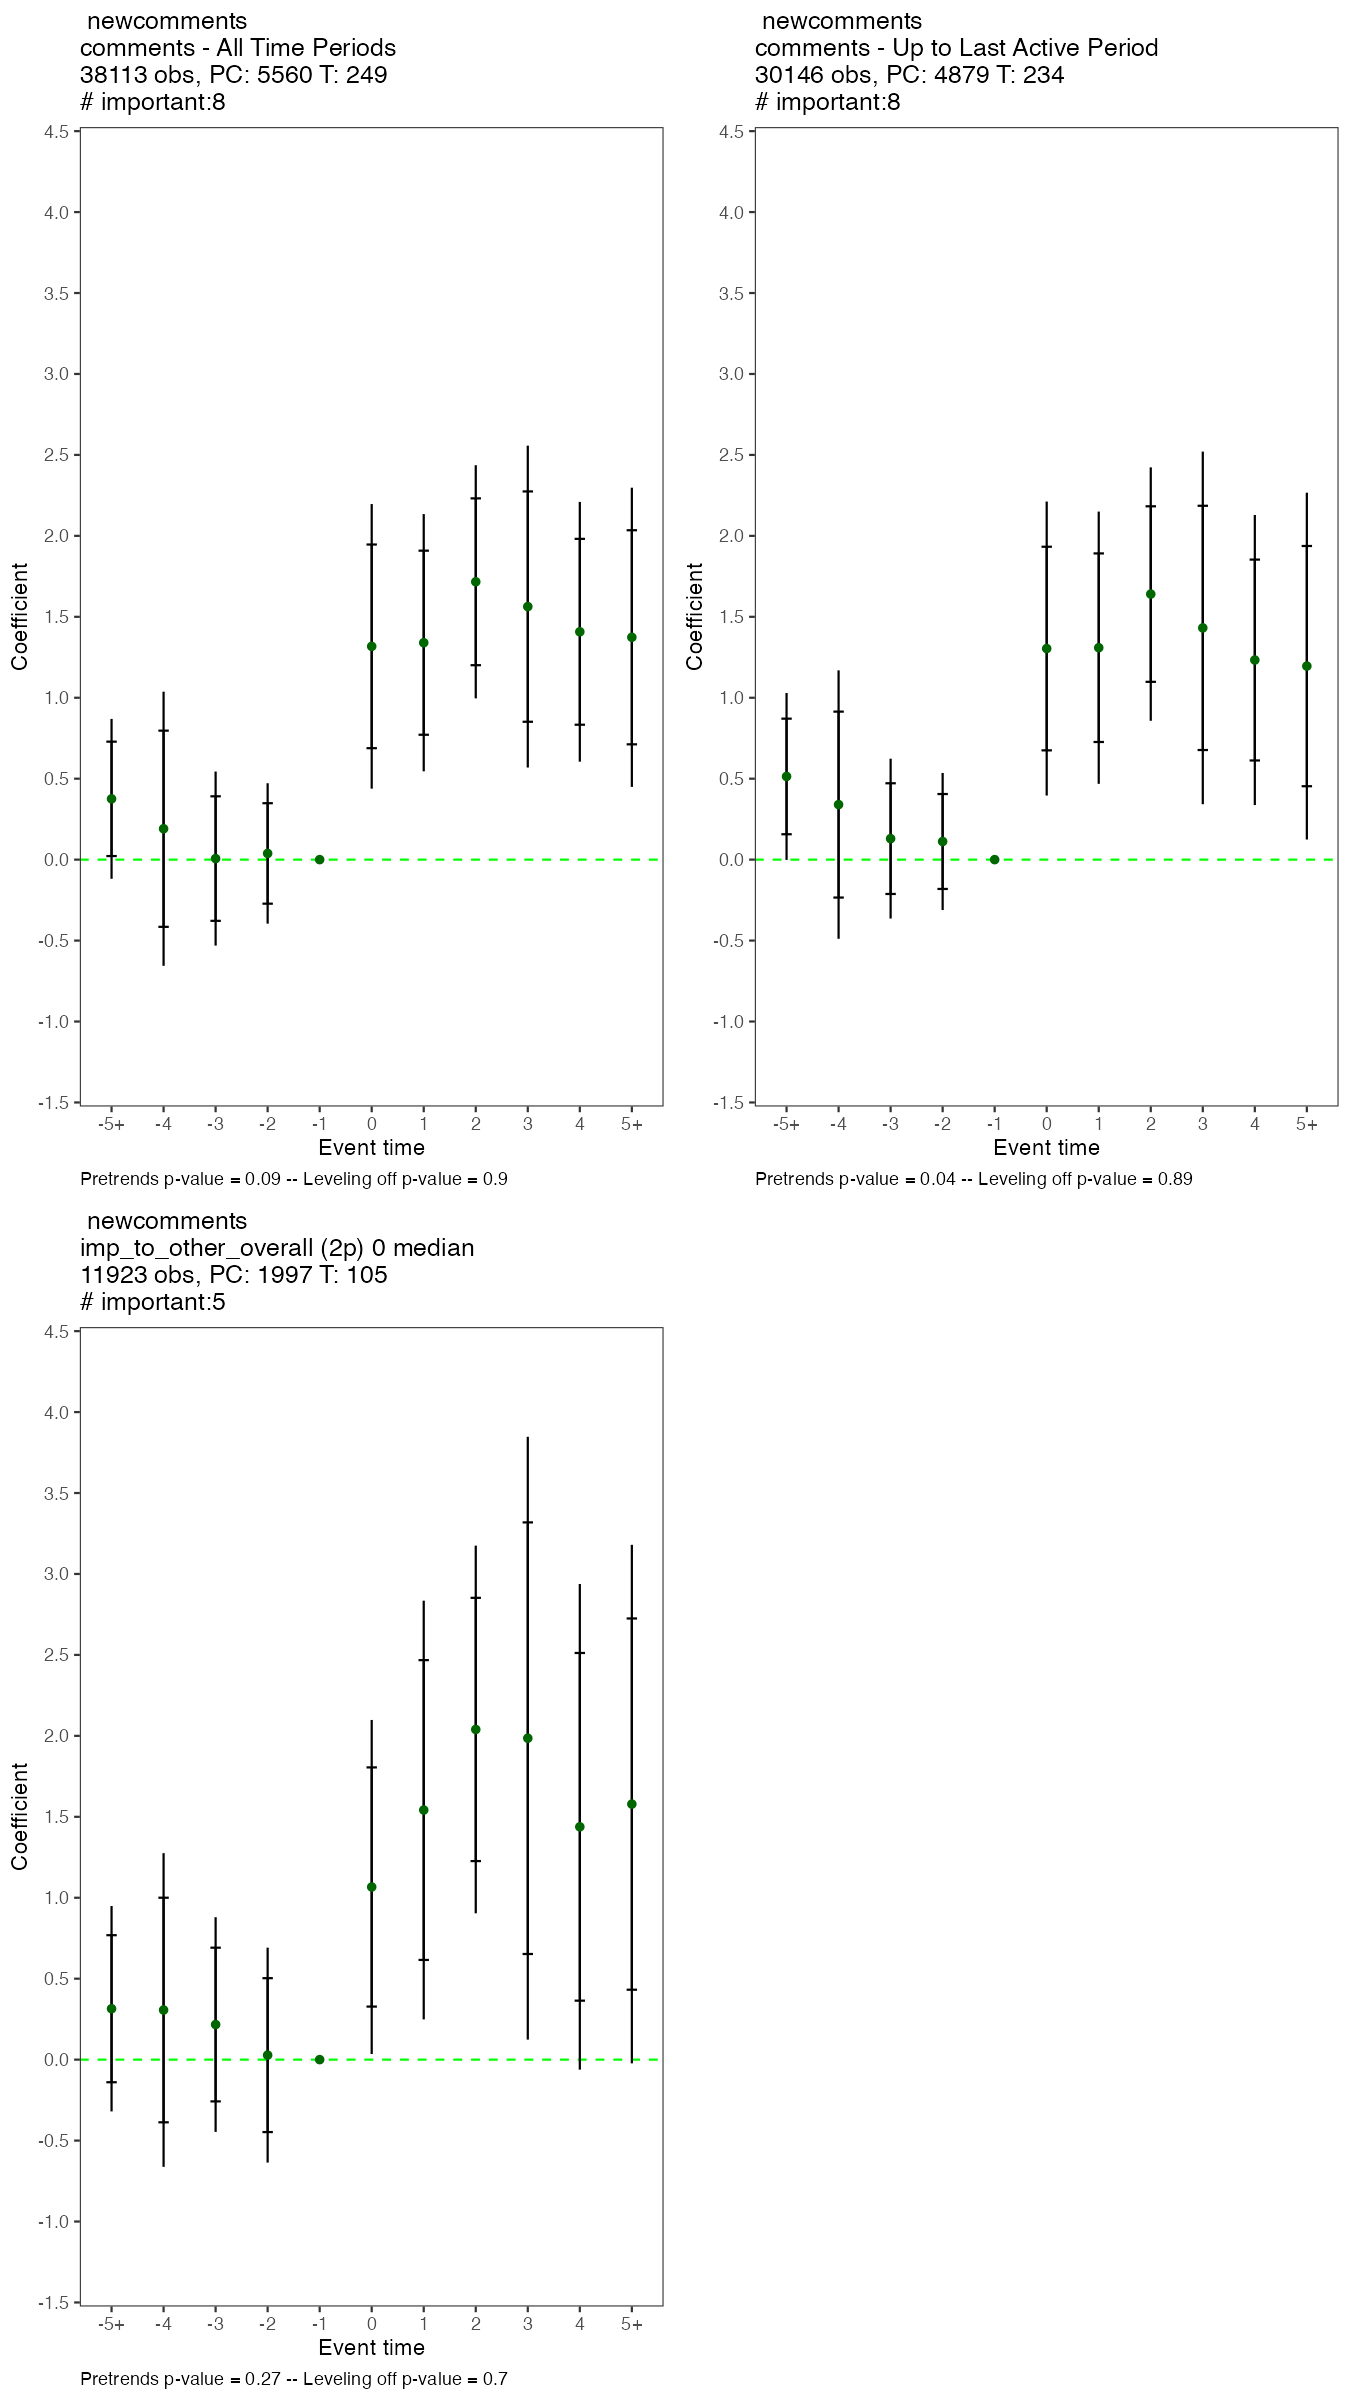 newcomments
comments - All Time Periods
38113 obs, PC: 5560 T: 249
# important:8
4.5
4.0
3.5
3.0
2.5
2.0
1.5
1.0
0.5
0.0
-0.5
-1.0
-1.5
Coefficient
-5+ -4 -3 -2 -1 0 1 2 3 4 5+
Event time
Pretrends p-value = 0.09 -- Leveling off p-value = 0.9
newcomments
comments - Up to Last Active Period
30146 obs, PC: 4879 T: 234
# important:8
4.5
4.0
3.5
3.0
2.5
2.0
1.5
1.0
0.5
0.0
-0.5
-1.0
-1.5
Coefficient
-5+ -4 -3 -2 -1 0 1 2 3 4 5+
Event time
Pretrends p-value = 0.04 -- Leveling off p-value = 0.89
newcomments
imp_to_other_overall (2p) 0 median
11923 obs, PC: 1997 T: 105
# important:5
4.5
4.0
3.5
3.0
2.5
2.0
1.5
1.0
0.5
0.0
-0.5
-1.0
-1.5
Coefficient
-5+ -4 -3 -2 -1 0 1 2 3 4 5+
Event time
Pretrends p-value = 0.27 -- Leveling off p-value = 0.7